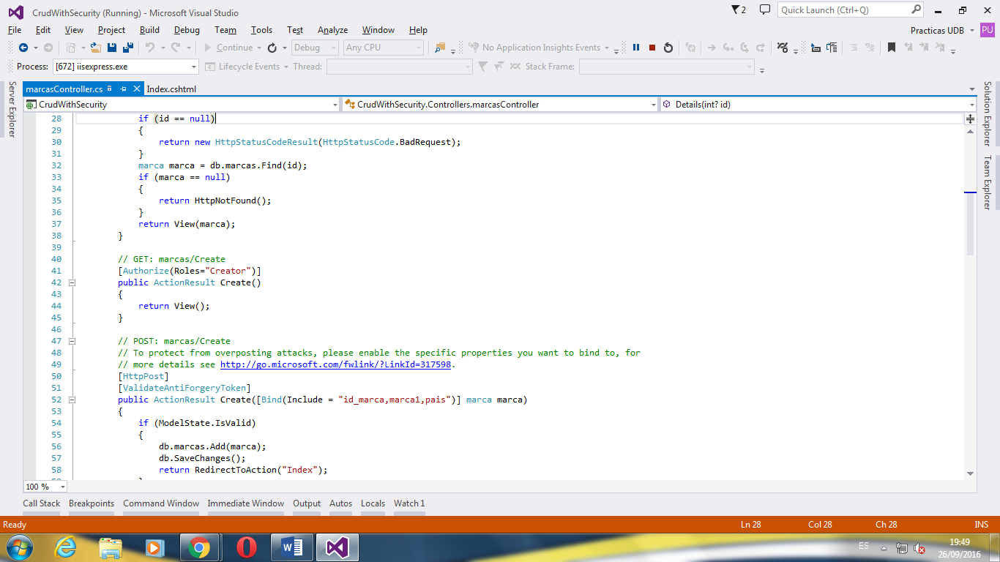 CrudWithSecurity (Running) - Microsoft Visual Studio
2
Quick Launch (Ctrl+Q)
File Edit View Project Build Debug Team Tools Test Analyze Window Help
Practicas UDB
PU
Continue Debug Any CPU No Application Insights Events
Process: [672] iisexpress.exe Lifecycle Events Thread: Stack Frame:
Server Explorer
marcasController.cs Index.cshtml
Solution Explorer
Team Explorer
CrudWithSecurity CrudWithSecurity.Controllers.marcasController Details(int? id)
28 if (id == null)
29 {
30 return new HttpStatusCodeResult(HttpStatusCode.BadRequest);
31 }
32 marca marca = db.marcas.Find(id);
33 if (marca == null)
34 {
35 return HttpNotFound();
36 }
37 return View(marca);
38 }
39
40 // GET: marcas/Create
41 [Authorize(Roles="Creator")]
42 public ActionResult Create()
43 {
44 return View();
45 }
46
47 // POST: marcas/Create
48 // To protect from overposting attacks, please enable the specific properties you want to bind to, for
49 // more details see http://go.microsoft.com/fwlink/?LinkId=317598.
50 [HttpPost]
51 [ValidateAntiForgeryToken]
52 public ActionResult Create([Bind(Include = "id_marca,marca1,pais")] marca marca)
53 {
54 if (ModelState.IsValid)
55 {
56 db.marcas.Add(marca);
57 db.SaveChanges();
58 return RedirectToAction("Index");
100 %
Call Stack Breakpoints Command Window Immediate Window Output Autos Locals Watch 1
Ready Ln 28 Col 28 Ch 28 INS
ES
19:49
26/09/2016